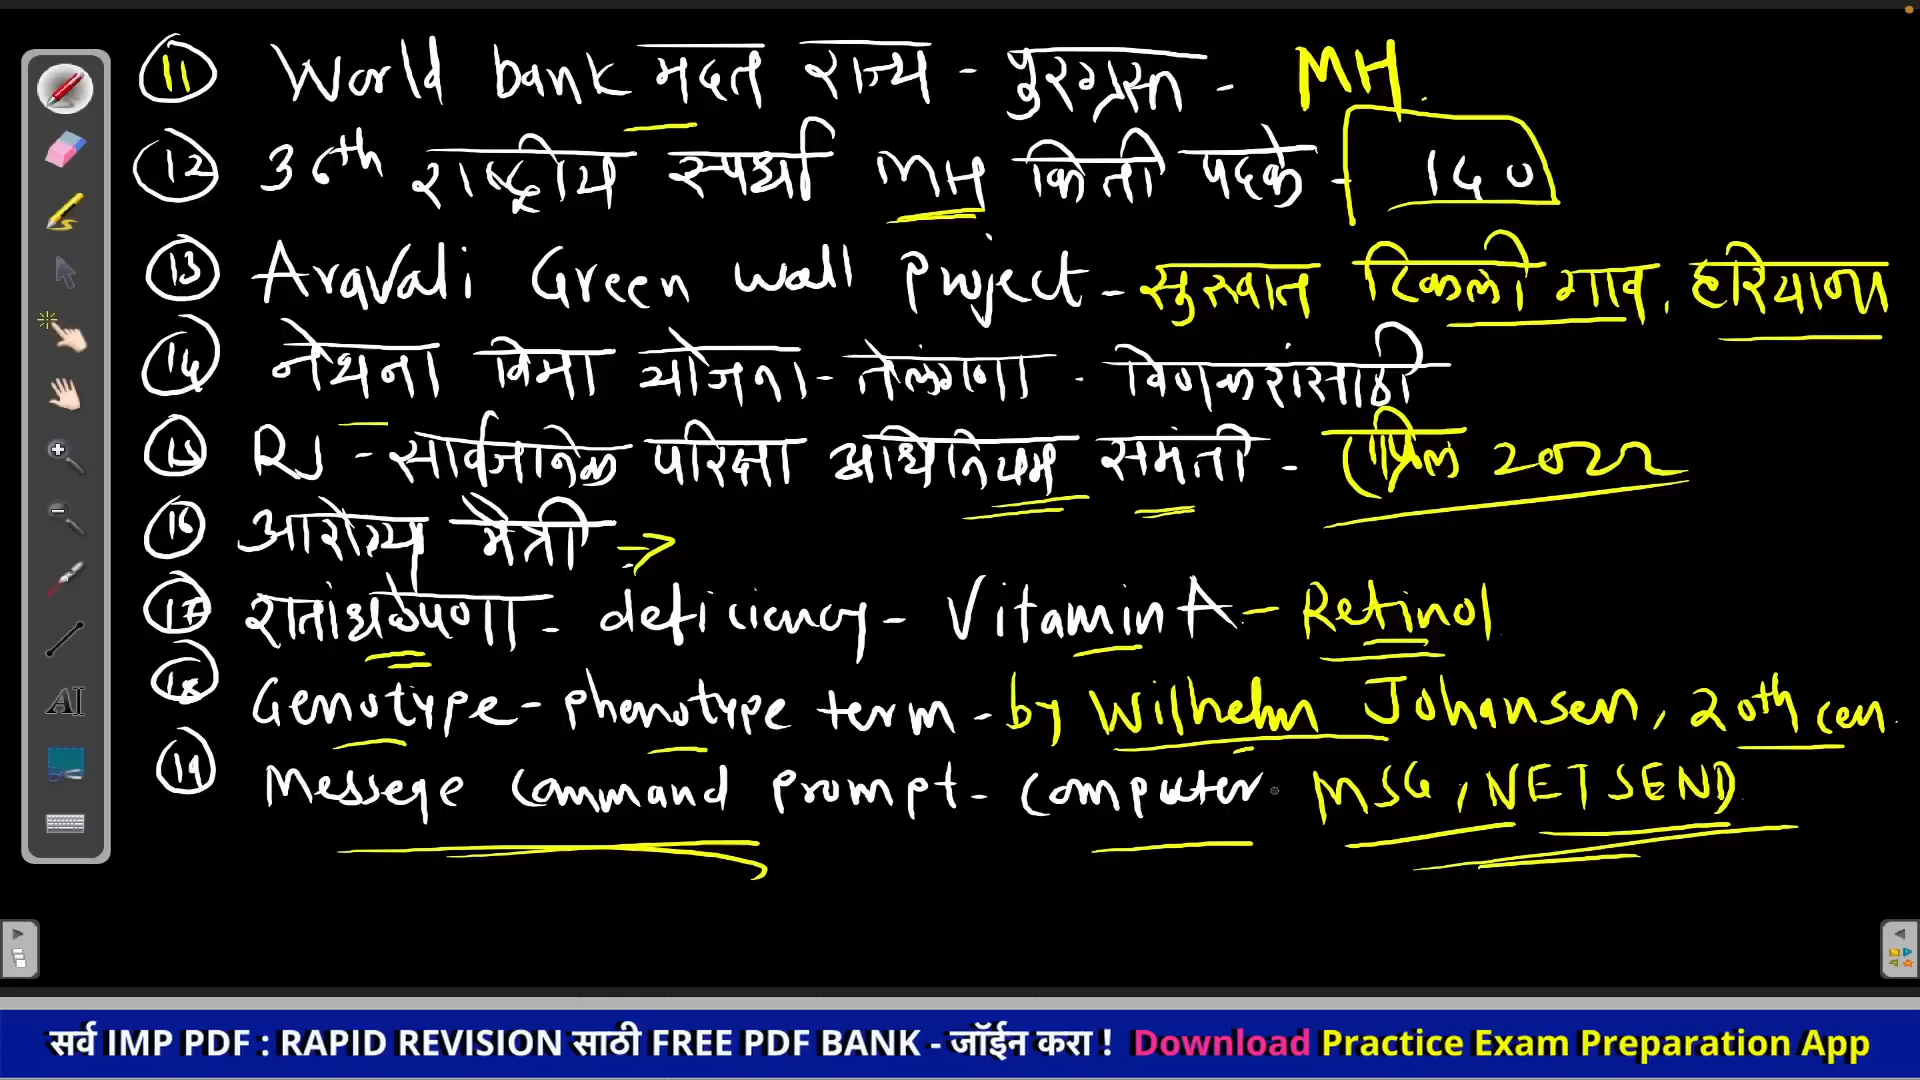 11 World bank मदत राज्य - पुरग्रस्त - MH.
12 36th राष्ट्रीय स्पर्धा MH किती पदके - 140
13 Aravali Green wall Project - सुरुवात टिकली गाव, हरियाणा
14 नेथना विमा योजना - तेलंगणा - विणकरांसाठी
15 RJ - सार्वजनिक परिक्षा अधिनियम संमती - एप्रिल 2022
16 आरोग्य मैत्री =>
17 रातांधळेपणा - deficiency - Vitamin A - Retinol
18 Genotype - phenotype term - by Wilhelm Johansen, 20th cen.
19 Messege command prompt - computer MSG, NET SEND
सर्व IMP PDF : RAPID REVISION साठी FREE PDF BANK - जॉईन करा ! Download Practice Exam Preparation App